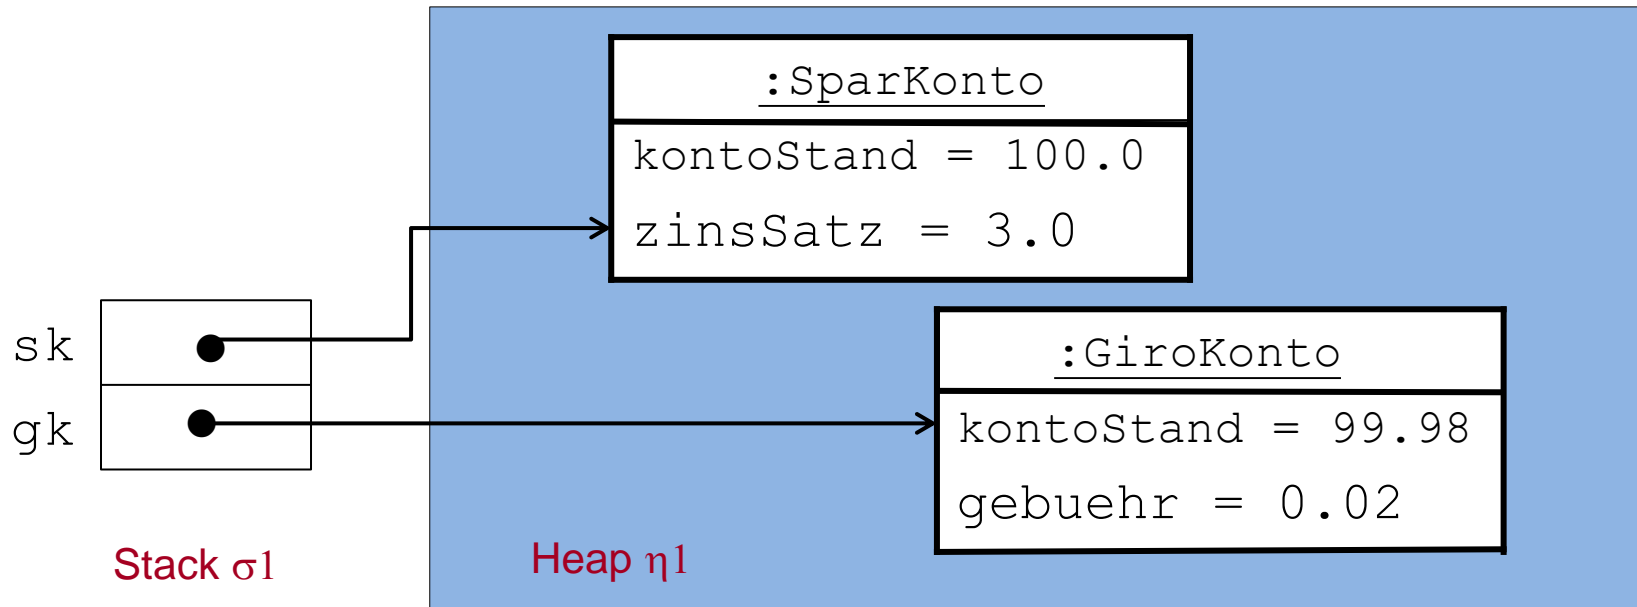 :SparKonto
kontoStand = 100.0
zinsSatz = 3.0
sk
gk
:GiroKonto
kontoStand = 99.98
gebuehr = 0.02
Stack σ1
Heap η1